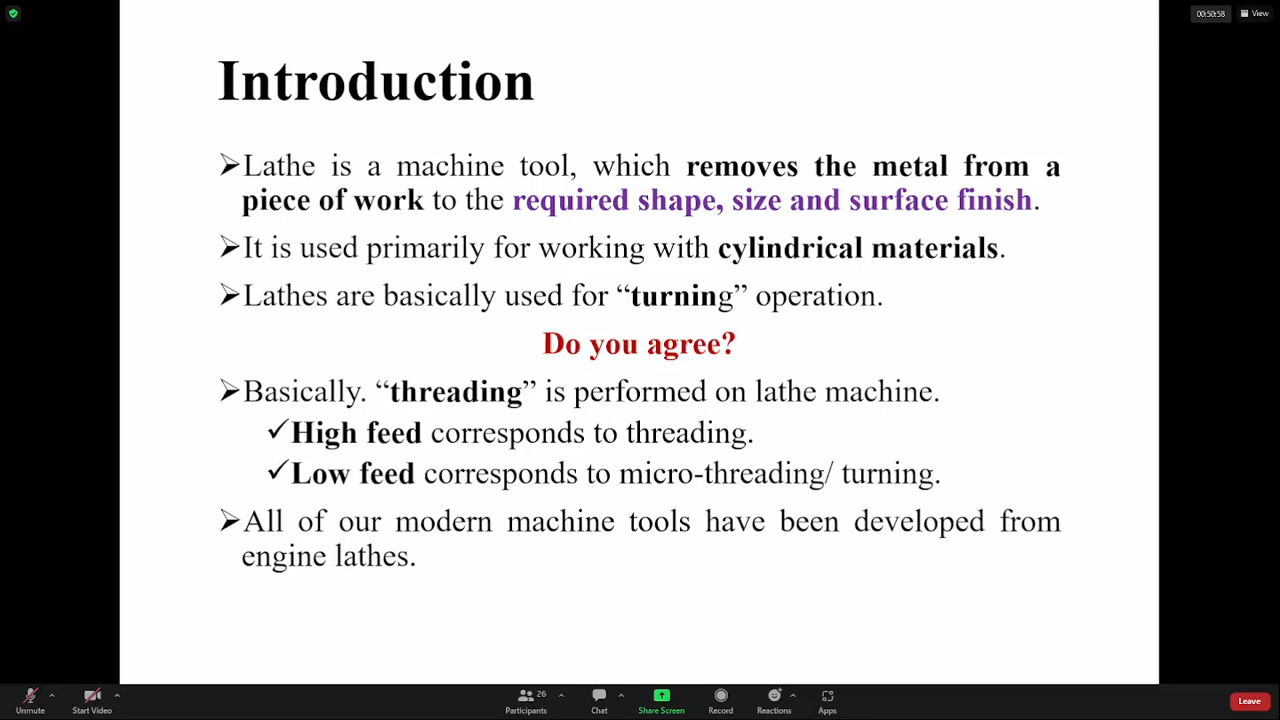 00:50:58 View
Introduction
➢Lathe is a machine tool, which removes the metal from a
piece of work to the required shape, size and surface finish.
➢It is used primarily for working with cylindrical materials.
➢Lathes are basically used for “turning” operation.
Do you agree?
➢Basically. “threading” is performed on lathe machine.
✓High feed corresponds to threading.
✓Low feed corresponds to micro-threading/ turning.
➢All of our modern machine tools have been developed from
engine lathes.
Unmute Start Video Participants 26 Chat Share Screen Record Reactions Apps Leave